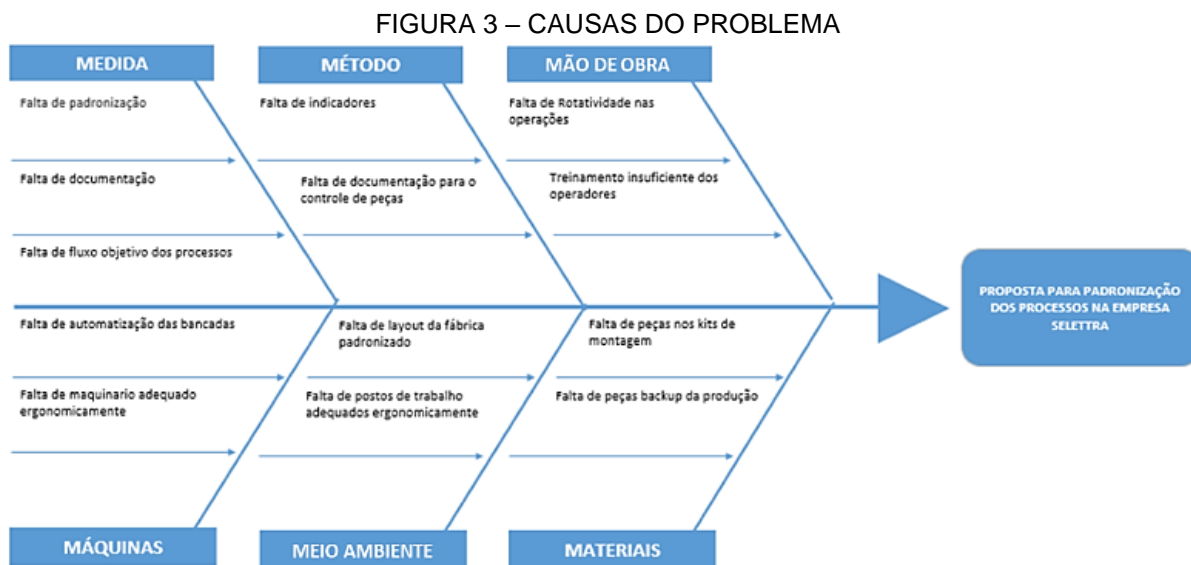 FIGURA 3 – CAUSAS DO PROBLEMA
MEDIDA
MÉTODO
MÃO DE OBRA
Falta de padronização
Falta de indicadores
Falta de Rotatividade nas
operações
Falta de documentação
Falta de documentação para o
controle de peças
Treinamento insuficiente dos
operadores
Falta de fluxo objetivo dos processos
PROPOSTA PARA PADRONIZAÇÃO
DOS PROCESSOS NA EMPRESA
SELETTRA
Falta de automatização das bancadas
Falta de layout da fábrica
padronizado
Falta de peças nos kits de
montagem
Falta de maquinario adequado
ergonomicamente
Falta de postos de trabalho
adequados ergonomicamente
Falta de peças backup da produção
MÁQUINAS
MEIO AMBIENTE
MATERIAIS